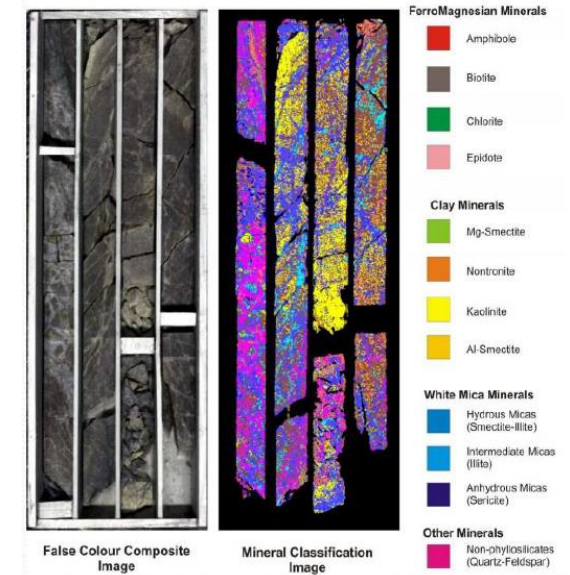 FerroMagnesian Minerals
Amphibole
Biotite
Chlorite
Epidote
Clay Minerals
Mg-Smectite
Nontronite
Kaolinite
Al-Smectite
White Mica Minerals
Hydrous Micas
(Smectite-Illite)
Intermediate Micas
(Illite)
Anhydrous Micas
(Sericite)
Other Minerals
Non-phyllosilicates
(Quartz-Feldspar)
False Colour Composite
Image
Mineral Classification
Image